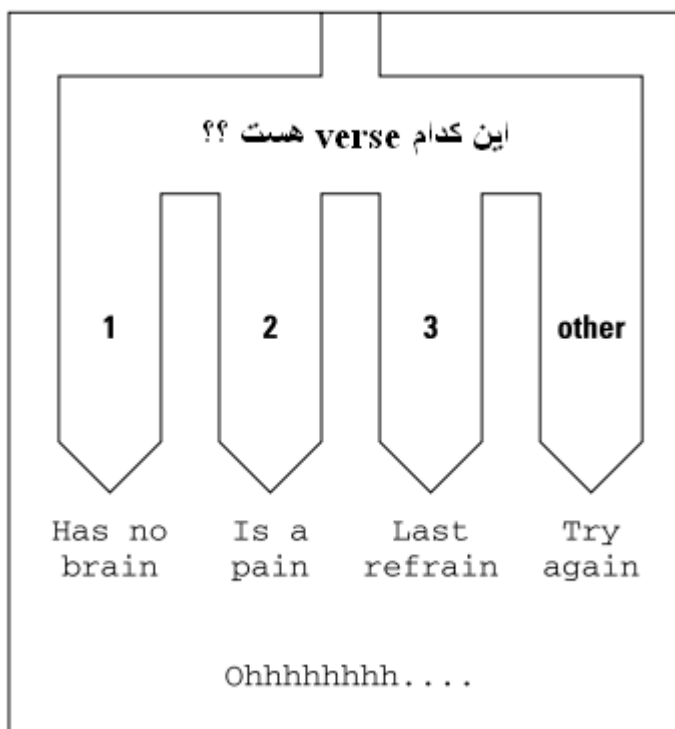 این کدام verse هست ؟؟
1 2 3 other
Has no Is a Last Try
brain pain refrain again
Ohhhhhhhh....